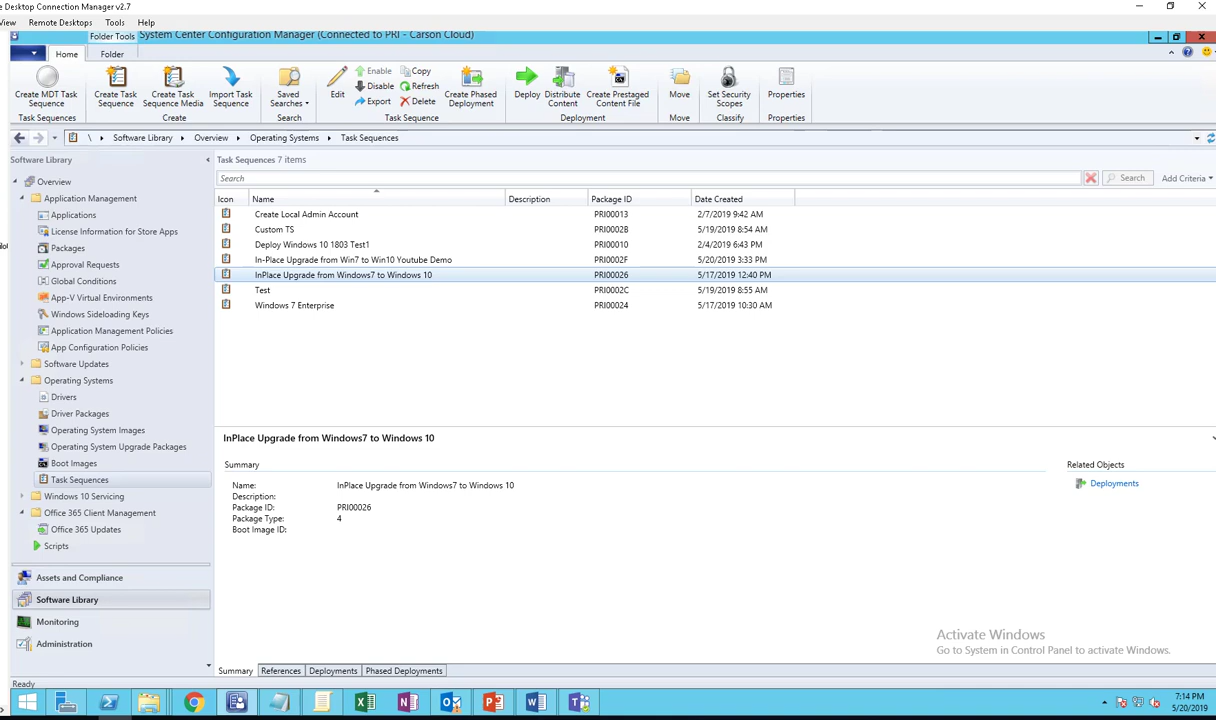 e Desktop Connection Manager v2.7
View Remote Desktops Tools Help
Folder Tools System Center Configuration Manager (Connected to PRI - Carson Cloud)
Home Folder
Create MDT Task Sequence
Create Task Sequence
Create Task Sequence Media
Import Task Sequence
Saved Searches
Edit
Enable
Disable
Export
Copy
Refresh
Delete
Create Phased Deployment
Deploy
Distribute Content
Create Prestaged Content File
Move
Set Security Scopes
Properties
Task Sequences Create Search Task Sequence Deployment Move Classify Properties
\ Software Library Overview Operating Systems Task Sequences
Software Library
Overview
Application Management
Applications
License Information for Store Apps
Packages
Approval Requests
Global Conditions
App-V Virtual Environments
Windows Sideloading Keys
Application Management Policies
App Configuration Policies
Software Updates
Operating Systems
Drivers
Driver Packages
Operating System Images
Operating System Upgrade Packages
Boot Images
Task Sequences
Windows 10 Servicing
Office 365 Client Management
Office 365 Updates
Scripts
Assets and Compliance
Software Library
Monitoring
Administration
Task Sequences 7 items
Search Search Add Criteria
Icon Name Description Package ID Date Created
Create Local Admin Account PRI00013 2/7/2019 9:42 AM
Custom TS PRI0002B 5/19/2019 8:54 AM
Deploy Windows 10 1803 Test1 PRI00010 2/4/2019 6:43 PM
In-Place Upgrade from Win7 to Win10 Youtube Demo PRI0002F 5/20/2019 3:33 PM
InPlace Upgrade from Windows7 to Windows 10 PRI00026 5/17/2019 12:40 PM
Test PRI0002C 5/19/2019 8:55 AM
Windows 7 Enterprise PRI00024 5/17/2019 10:30 AM
InPlace Upgrade from Windows7 to Windows 10
Summary Related Objects
Name: InPlace Upgrade from Windows7 to Windows 10 Deployments
Description:
Package ID: PRI00026
Package Type: 4
Boot Image ID:
Activate Windows
Go to System in Control Panel to activate Windows.
Summary References Deployments Phased Deployments
Ready
7:14 PM
5/20/2019